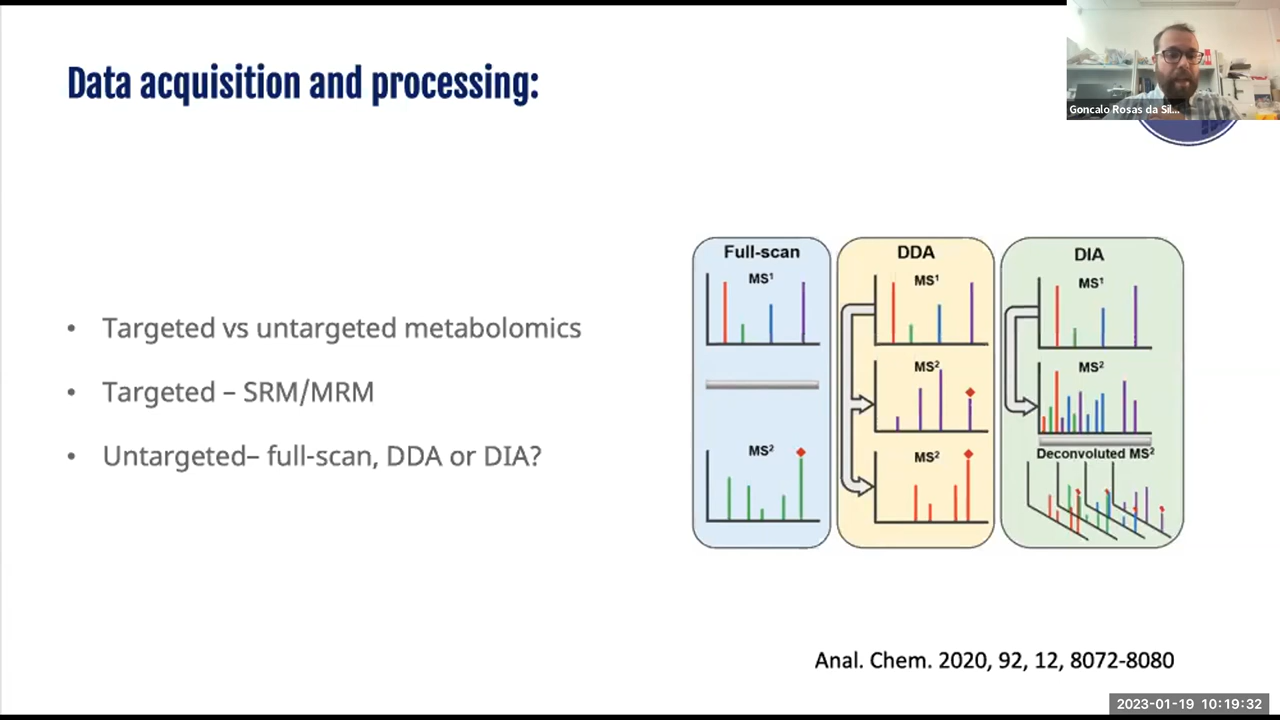 Data acquisition and processing:
Goncalo Rosas da Sil...
• Targeted vs untargeted metabolomics
• Targeted – SRM/MRM
• Untargeted– full-scan, DDA or DIA?
Full-scan
MS¹
MS²
DDA
MS¹
MS²
MS²
DIA
MS¹
MS²
Deconvoluted MS²
Anal. Chem. 2020, 92, 12, 8072-8080
2023-01-19 10:19:32